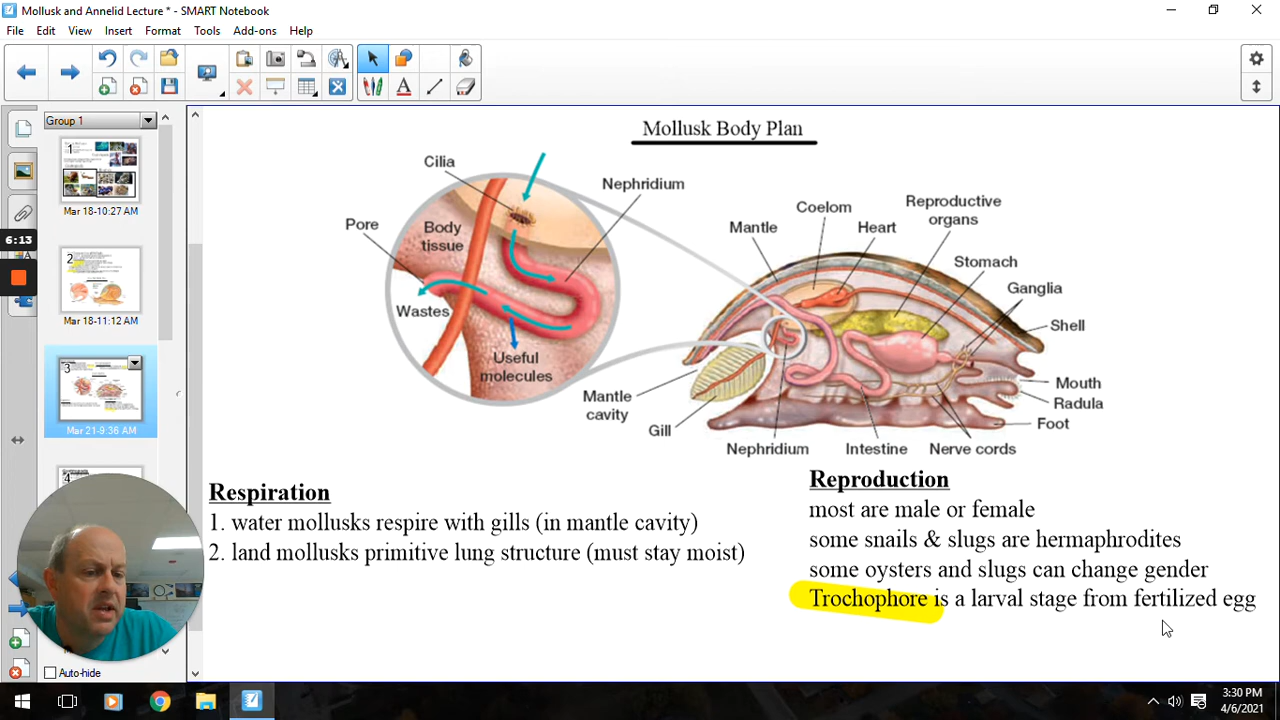 Mollusk and Annelid Lecture * - SMART Notebook
File Edit View Insert Format Tools Add-ons Help
Group 1
1
Mar 18-10:27 AM
2
Mar 18-11:12 AM
3
Mar 21-9:36 AM
4
6:13
Auto-hide
Mollusk Body Plan
Cilia
Nephridium
Pore
Body
tissue
Wastes
Useful
molecules
Mantle
Coelom
Heart
Reproductive
organs
Stomach
Ganglia
Shell
Mouth
Radula
Foot
Mantle
cavity
Gill
Nephridium
Intestine
Nerve cords
Respiration
1. water mollusks respire with gills (in mantle cavity)
2. land mollusks primitive lung structure (must stay moist)
Reproduction
most are male or female
some snails & slugs are hermaphrodites
some oysters and slugs can change gender
Trochophore is a larval stage from fertilized egg
3:30 PM
4/6/2021